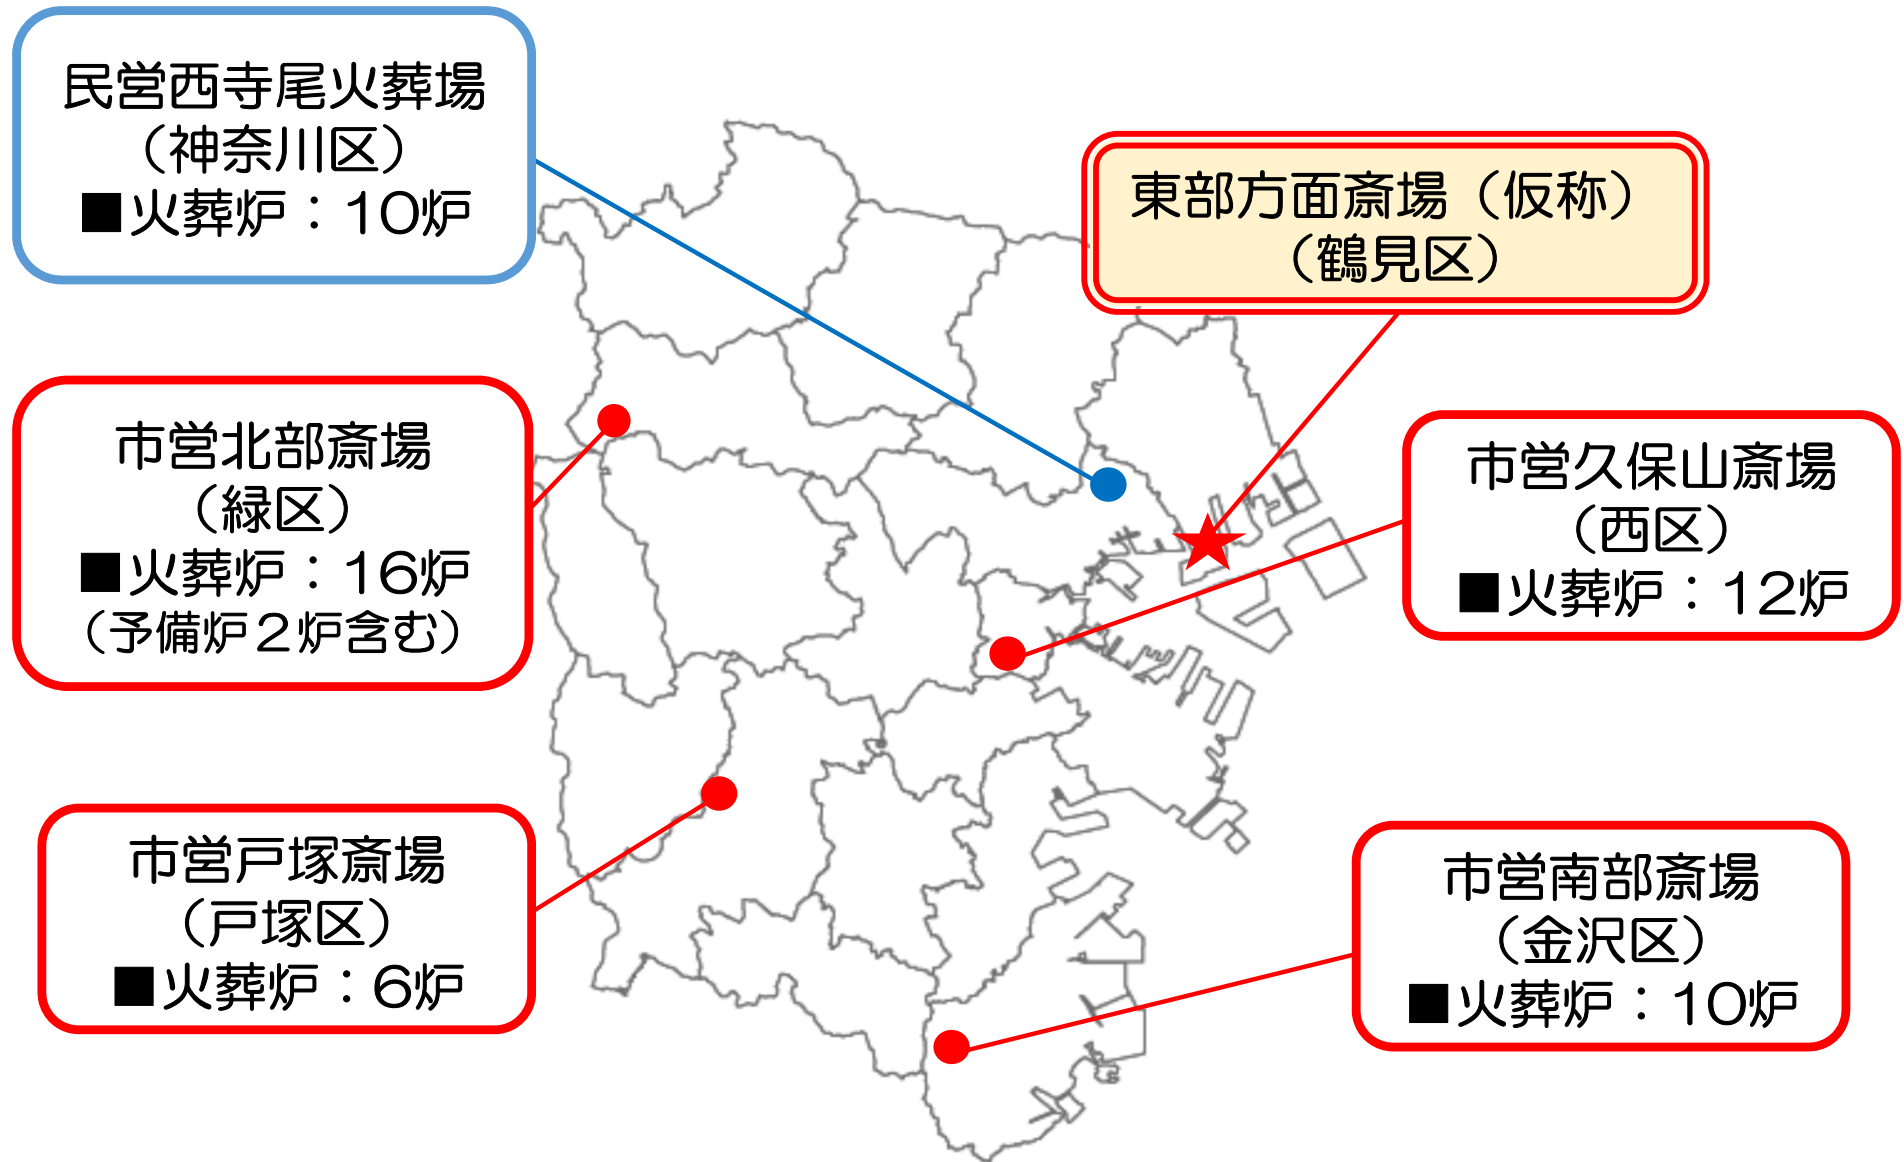 民営西寺尾火葬場
（神奈川区）
■火葬炉：10炉
東部方面斎場（仮称）
（鶴見区）
市営北部斎場
（緑区）
■火葬炉：16炉
（予備炉２炉含む）
市営久保山斎場
（西区）
■火葬炉：12炉
市営戸塚斎場
（戸塚区）
■火葬炉：6炉
市営南部斎場
（金沢区）
■火葬炉：10炉